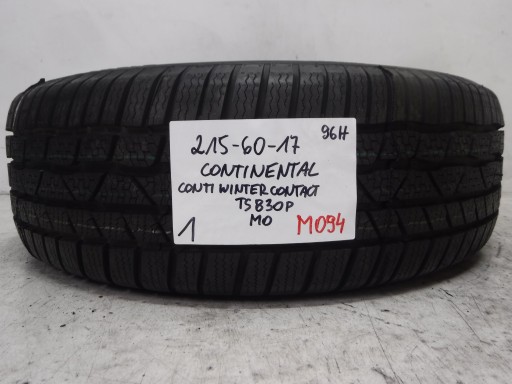 215-60-17 96H
CONTINENTAL
CONTI WINTER CONTACT
TS830P
MO
1 M094